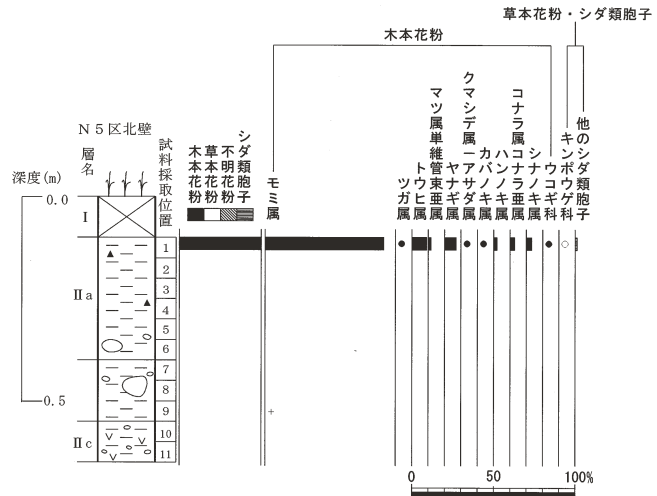 草本花粉・シダ類胞子
木本花粉
N5区北壁
層名
試料採取位置
深度(m)
0.0
0.5
Ⅰ
Ⅱa
Ⅱc
1
2
3
4
5
6
7
8
9
10
11
木本花粉
草本花粉
不明花粉
シダ類胞子
モミ属
ツガ属
トウヒ属
マツ属単維管束亜属
ヤナギ属
クマシデ属－アサダ属
カバノキ属
ハンノキ属
コナラ属コナラ亜属
シナノキ属
ウコギ科
キンポウゲ科
他のシダ類胞子
+
0 50 100%